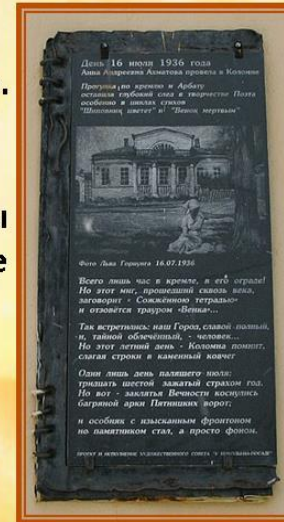 .
ы
е
День 16 июля 1936 года
Анна Андреевна Ахматова провела в Коломне
Прогулка по кремлю и Арбату
оставила глубокий след в творчестве Поэта
особенно в циклах стихов
"Шиповник цветет" и "Венок мертвым"
Фото Льва Горнунга 16.07.1936
Всего лишь час в кремле, в его ограде!
Но этот миг, прошедший сквозь века,
заговорит - Сожжённою тетрадью»
и отзовётся трауром «Венка»...
Так встретились: наш Город, славой полный,
и, тайной облечённый, - человек...
Но этот летний день - Коломна помнит,
слагая строки в каменный ковчег
Один лишь день палящего июля:
тридцать шестой зажатый страхом год.
Но вот - заклятья Вечности коснулись
багряной арки Пятницких ворот;
и особняк с изысканным фронтоном
не памятником стал, а просто фоном.
ПРОЕКТ И ИСПОЛНЕНИЕ ХУДОЖЕСТВЕННОГО СОВЕТА